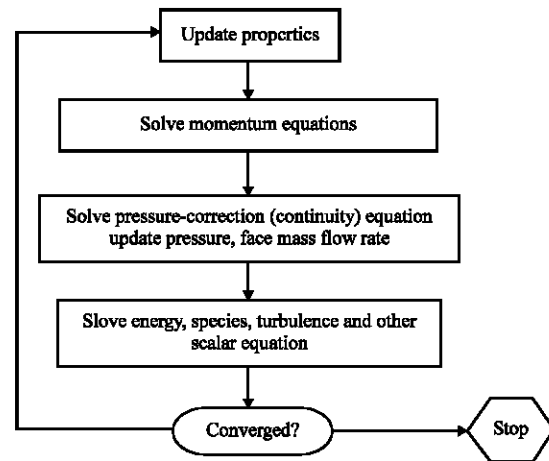 Update properties
Solve momentum equations
Solve pressure-correction (continuity) equation
update pressure, face mass flow rate
Slove energy, species, turbulence and other
scalar equation
Converged?
Stop